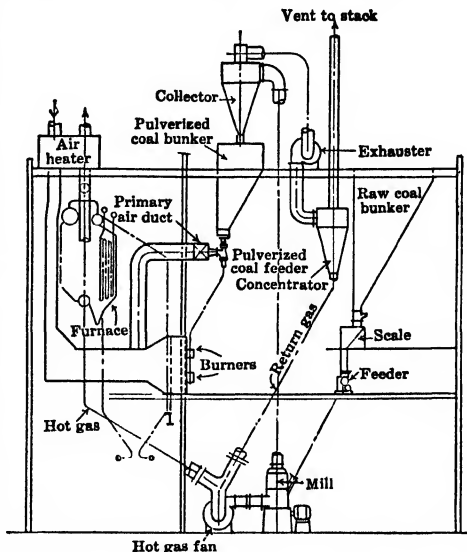 Vent to stack
Collector
Pulverized
coal bunker
Air
heater
Exhauster
Primary
air duct
Raw coal
bunker
Pulverized
coal feeder
Concentrator
Furnace
Scale
Return gas
Burners
Feeder
Hot gas
Mill
Hot gas fan